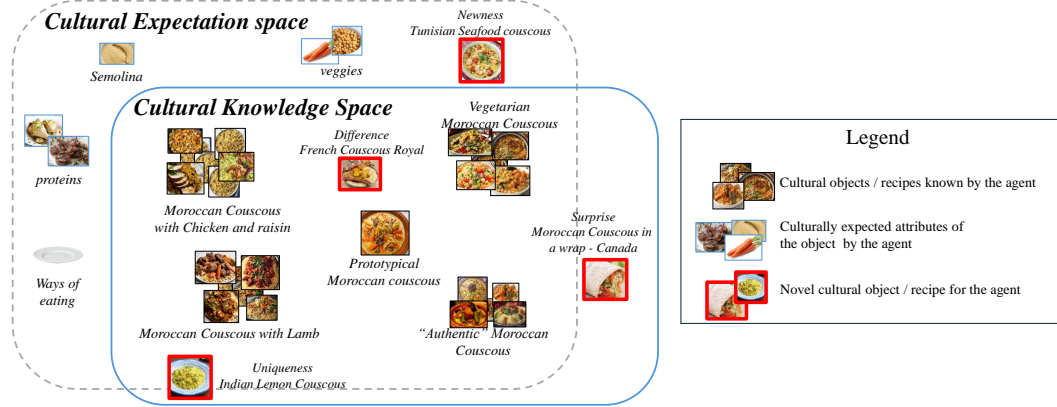 Cultural Expectation space
Newness
Tunisian Seafood couscous
Semolina
veggies
proteins
Ways of
eating
Cultural Knowledge Space
Difference
French Couscous Royal
Vegetarian
Moroccan Couscous
Moroccan Couscous
with Chicken and raisin
Prototypical
Moroccan couscous
Surprise
Moroccan Couscous in
a wrap - Canada
Moroccan Couscous with Lamb
“Authentic” Moroccan
Couscous
Uniqueness
Indian Lemon Couscous
Legend
Cultural objects / recipes known by the agent
Culturally expected attributes of
the object by the agent
Novel cultural object / recipe for the agent